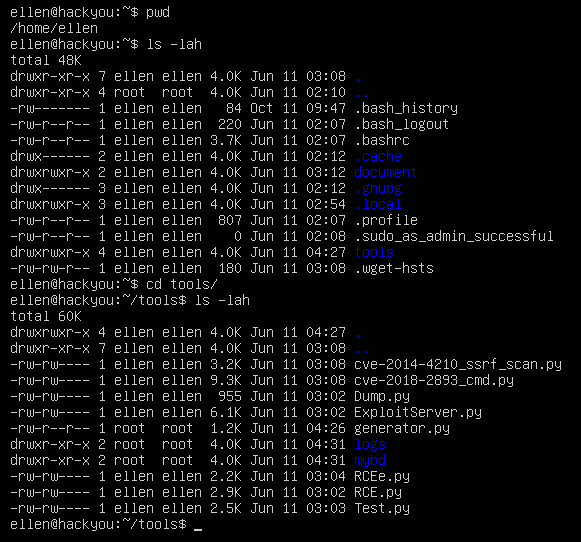 ellen@hackyou:~$ pwd
/home/ellen
ellen@hackyou:~$ ls -lah
total 48K
drwxr-xr-x 7 ellen ellen 4.0K Jun 11 03:08 .
drwxr-xr-x 4 root  root  4.0K Jun 11 02:10 ..
-rw------- 1 ellen ellen   84 Oct 11 09:47 .bash_history
-rw-r--r-- 1 ellen ellen  220 Jun 11 02:07 .bash_logout
-rw-r--r-- 1 ellen ellen 3.7K Jun 11 02:07 .bashrc
drwx------ 2 ellen ellen 4.0K Jun 11 02:12 .cache
drwxrwxr-x 2 ellen ellen 4.0K Jun 11 03:12 document
drwx------ 3 ellen ellen 4.0K Jun 11 02:12 .gnupg
drwxrwxr-x 3 ellen ellen 4.0K Jun 11 02:54 .local
-rw-r--r-- 1 ellen ellen  807 Jun 11 02:07 .profile
-rw-r--r-- 1 ellen ellen    0 Jun 11 02:08 .sudo_as_admin_successful
drwxrwxr-x 4 ellen ellen 4.0K Jun 11 04:27 tools
-rw-rw-r-- 1 ellen ellen  180 Jun 11 03:08 .wget-hsts
ellen@hackyou:~$ cd tools/
ellen@hackyou:~/tools$ ls -lah
total 60K
drwxrwxr-x 4 ellen ellen 4.0K Jun 11 04:27 .
drwxr-xr-x 7 ellen ellen 4.0K Jun 11 03:08 ..
-rw-rw---- 1 ellen ellen 3.2K Jun 11 03:08 cve-2014-4210_ssrf_scan.py
-rw-rw---- 1 ellen ellen 9.3K Jun 11 03:08 cve-2018-2893_cmd.py
-rw-rw---- 1 ellen ellen  955 Jun 11 03:02 Dump.py
-rw-rw---- 1 ellen ellen 6.1K Jun 11 03:02 ExploitServer.py
-rw-r--r-- 1 root  root  1.2K Jun 11 04:26 generator.py
drwxr-xr-x 2 root  root  4.0K Jun 11 04:31 logs
drwxr-xr-x 2 root  root  4.0K Jun 11 04:31 mybd
-rw-rw---- 1 ellen ellen 2.2K Jun 11 03:04 RCEe.py
-rw-rw---- 1 ellen ellen 2.9K Jun 11 03:02 RCE.py
-rw-rw---- 1 ellen ellen 2.5K Jun 11 03:03 Test.py
ellen@hackyou:~/tools$ _